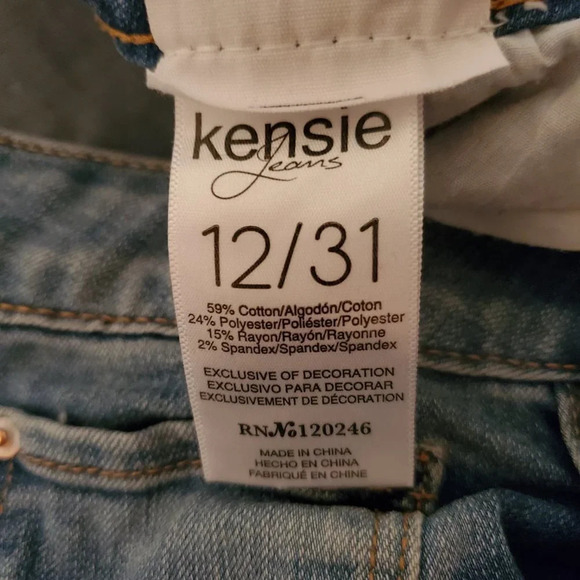 kensie
Jeans
12/31
59% Cotton/Algodón/Coton
24% Polyester/Poliéster/Polyester
15% Rayon/Rayón/Rayonne
2% Spandex/Spandex/Spandex
EXCLUSIVE OF DECORATION
EXCLUSIVO PARA DECORAR
EXCLUSIVEMENT DE DÉCORATION
RN№120246
MADE IN CHINA
HECHO EN CHINA
FABRIQUÉ EN CHINE